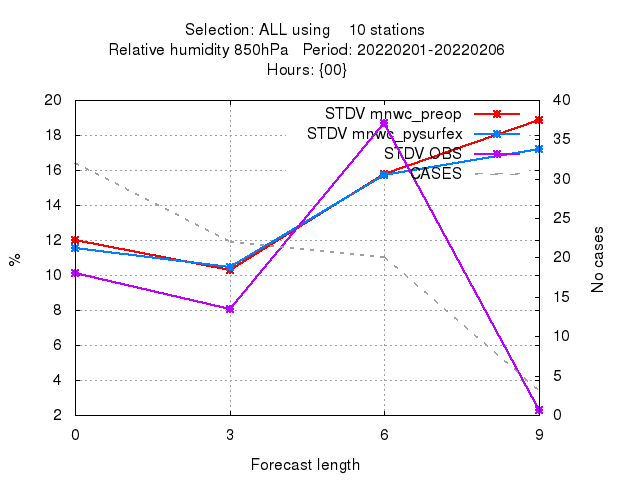 Selection: ALL using 10 stations
Relative humidity 850hPa Period: 20220201-20220206
Hours: {00}
20
18
16
14
12
10
8
6
4
2
%
40
35
30
25
20
15
10
5
0
No cases
STDV mnwc_preop
STDV mnwc_pysurfex
STDV OBS
CASES
0 3 6 9
Forecast length